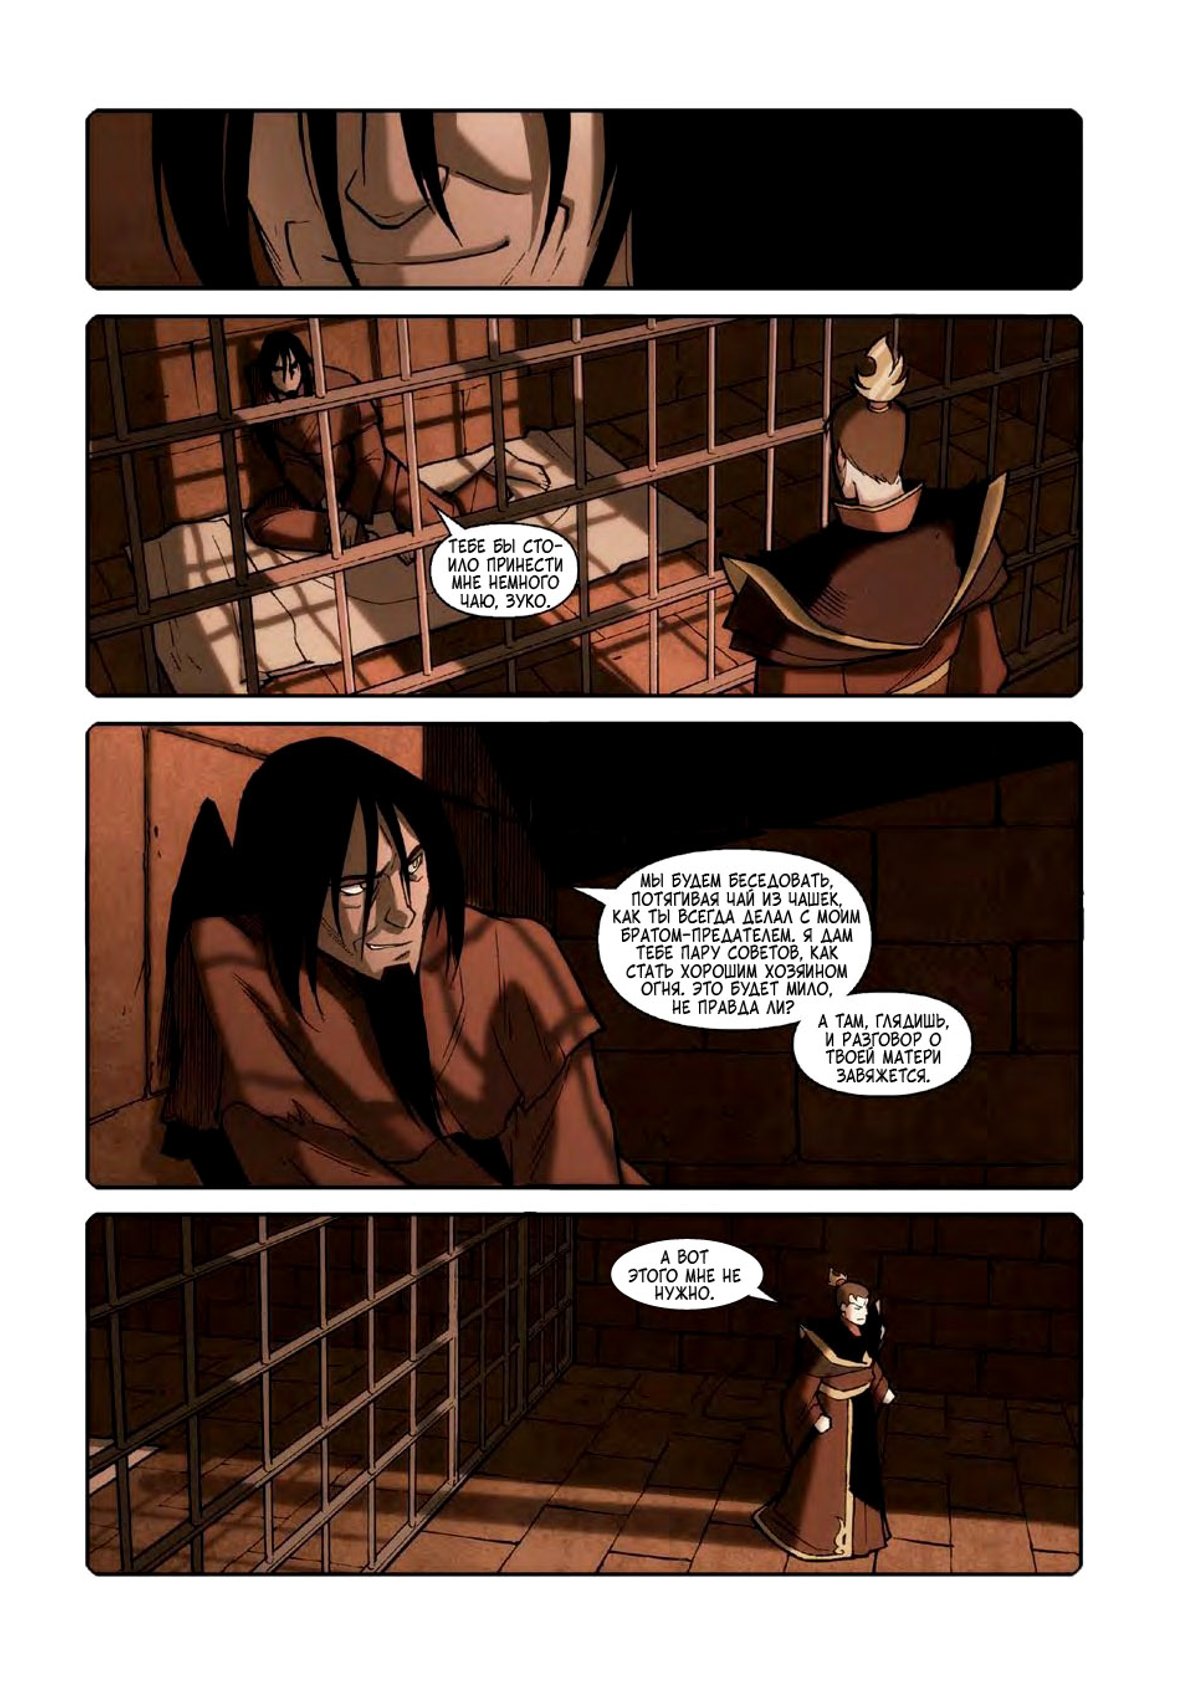 ТЕБЕ БЫ СТО-
ИЛО ПРИНЕСТИ
МНЕ НЕМНОГО
ЧАЮ, ЗУКО.
МЫ БУДЕМ БЕСЕДОВАТЬ,
ПОТЯГИВАЯ ЧАЙ ИЗ ЧАШЕК,
КАК ТЫ ВСЕГДА ДЕЛАЛ С МОИМ
БРАТОМ-ПРЕДАТЕЛЕМ. Я ДАМ
ТЕБЕ ПАРУ СОВЕТОВ, КАК
СТАТЬ ХОРОШИМ ХОЗЯИНОМ
ОГНЯ. ЭТО БУДЕТ МИЛО,
НЕ ПРАВДА ЛИ?
А ТАМ, ГЛЯДИШЬ,
И РАЗГОВОР О
ТВОЕЙ МАТЕРИ
ЗАВЯЖЕТСЯ.
А ВОТ
ЭТОГО МНЕ НЕ
НУЖНО.